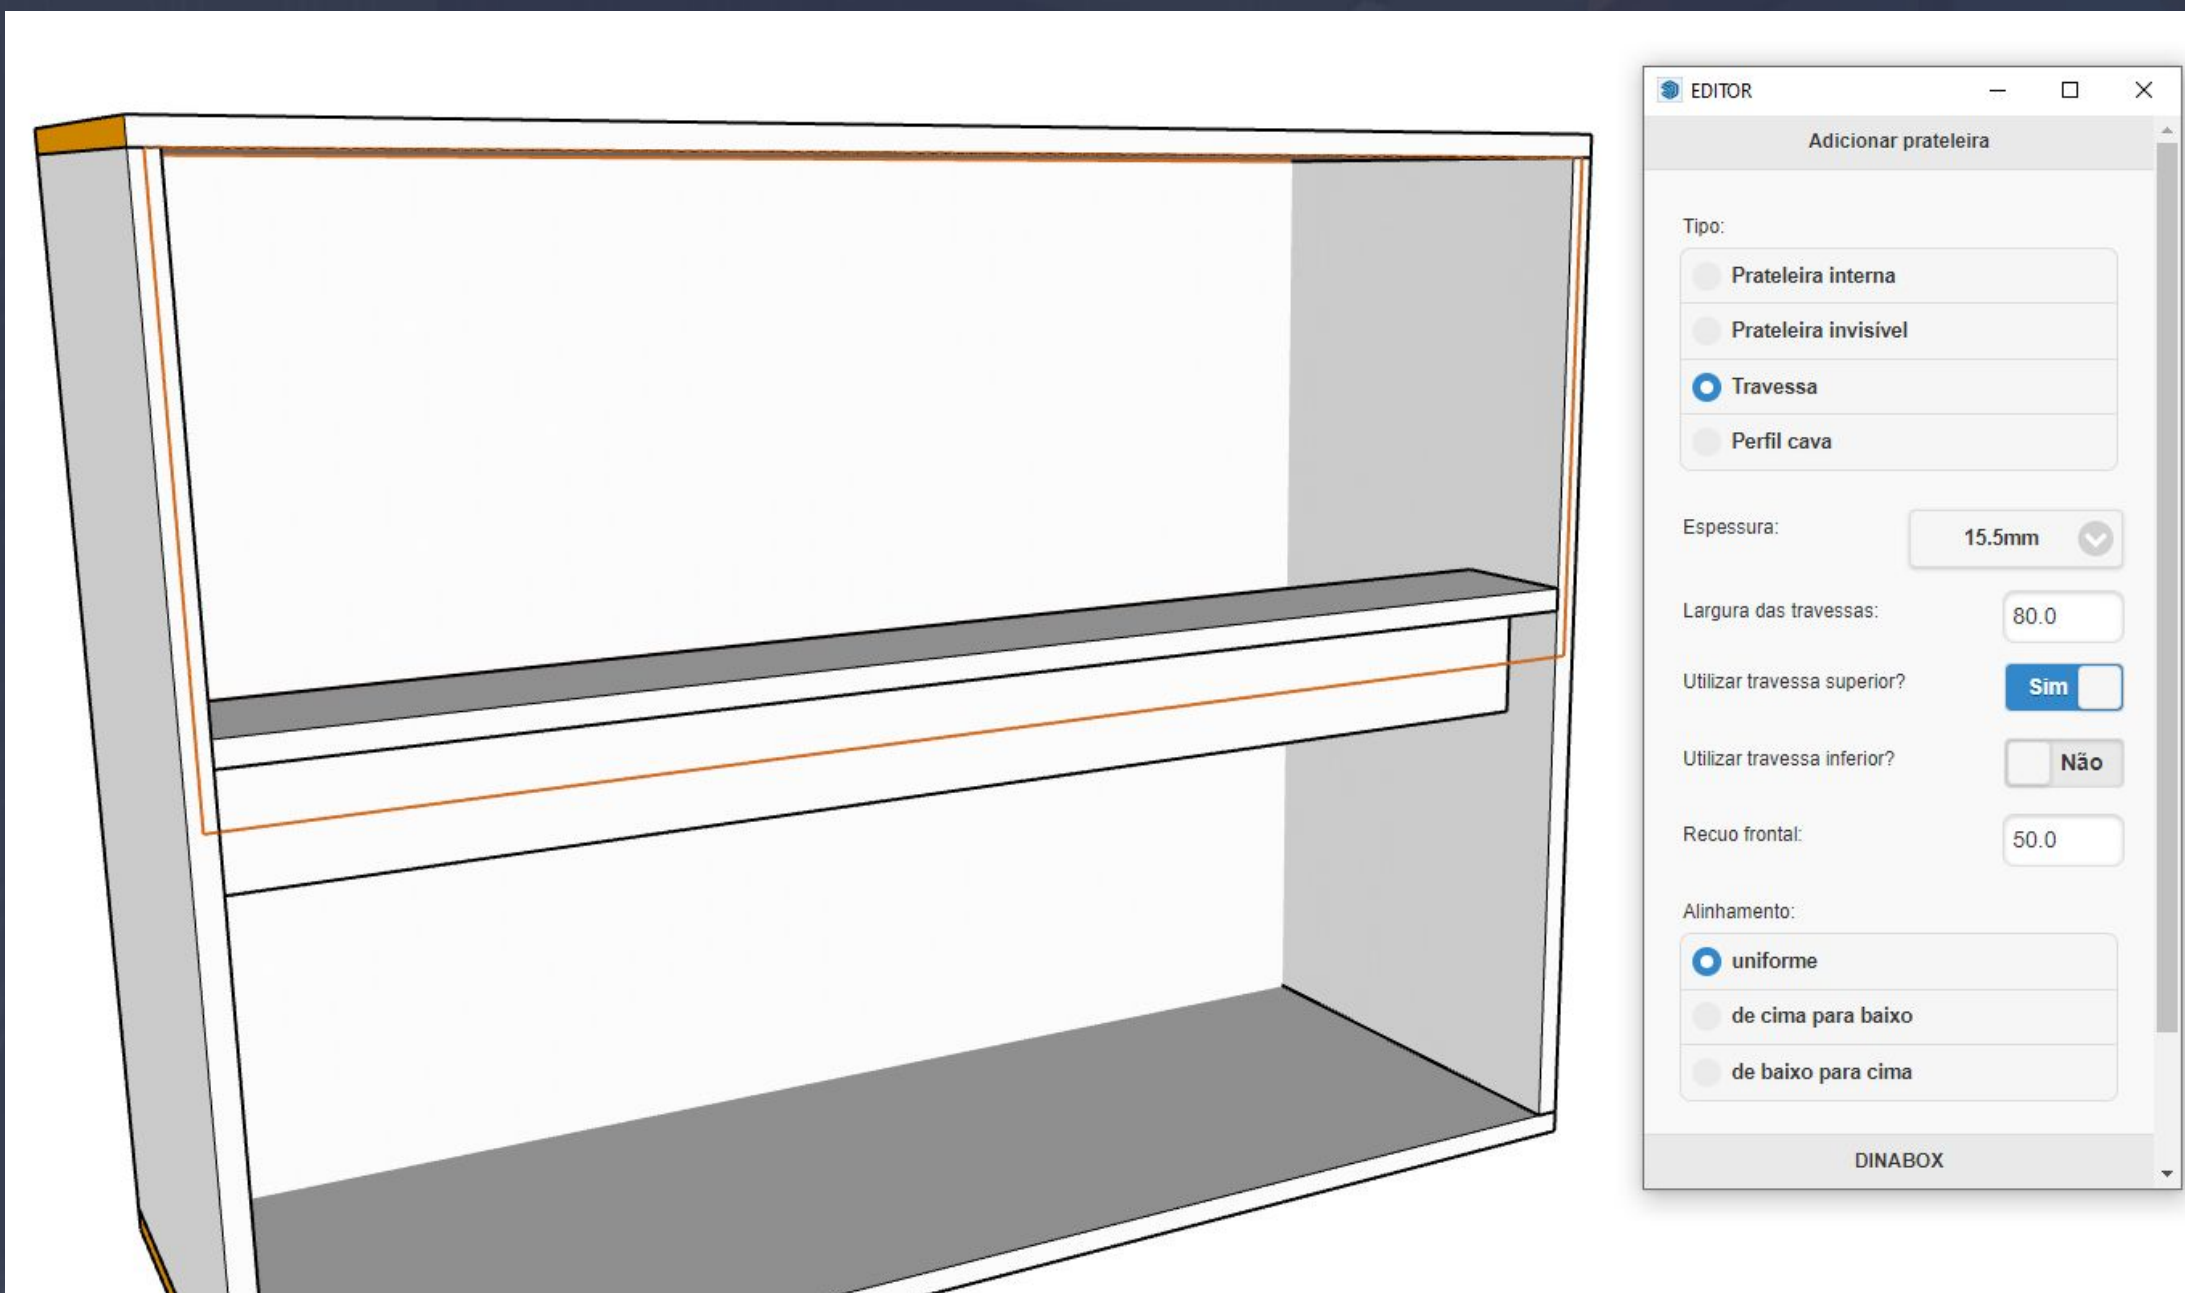 EDITOR
Adicionar prateleira
Tipo:
Prateleira interna
Prateleira invisível
Travessa
Perfil cava
Espessura:
15.5mm
Largura das travessas:
80.0
Utilizar travessa superior?
Sim
Utilizar travessa inferior?
Não
Recuo frontal:
50.0
Alinhamento:
uniforme
de cima para baixo
de baixo para cima
DINABOX